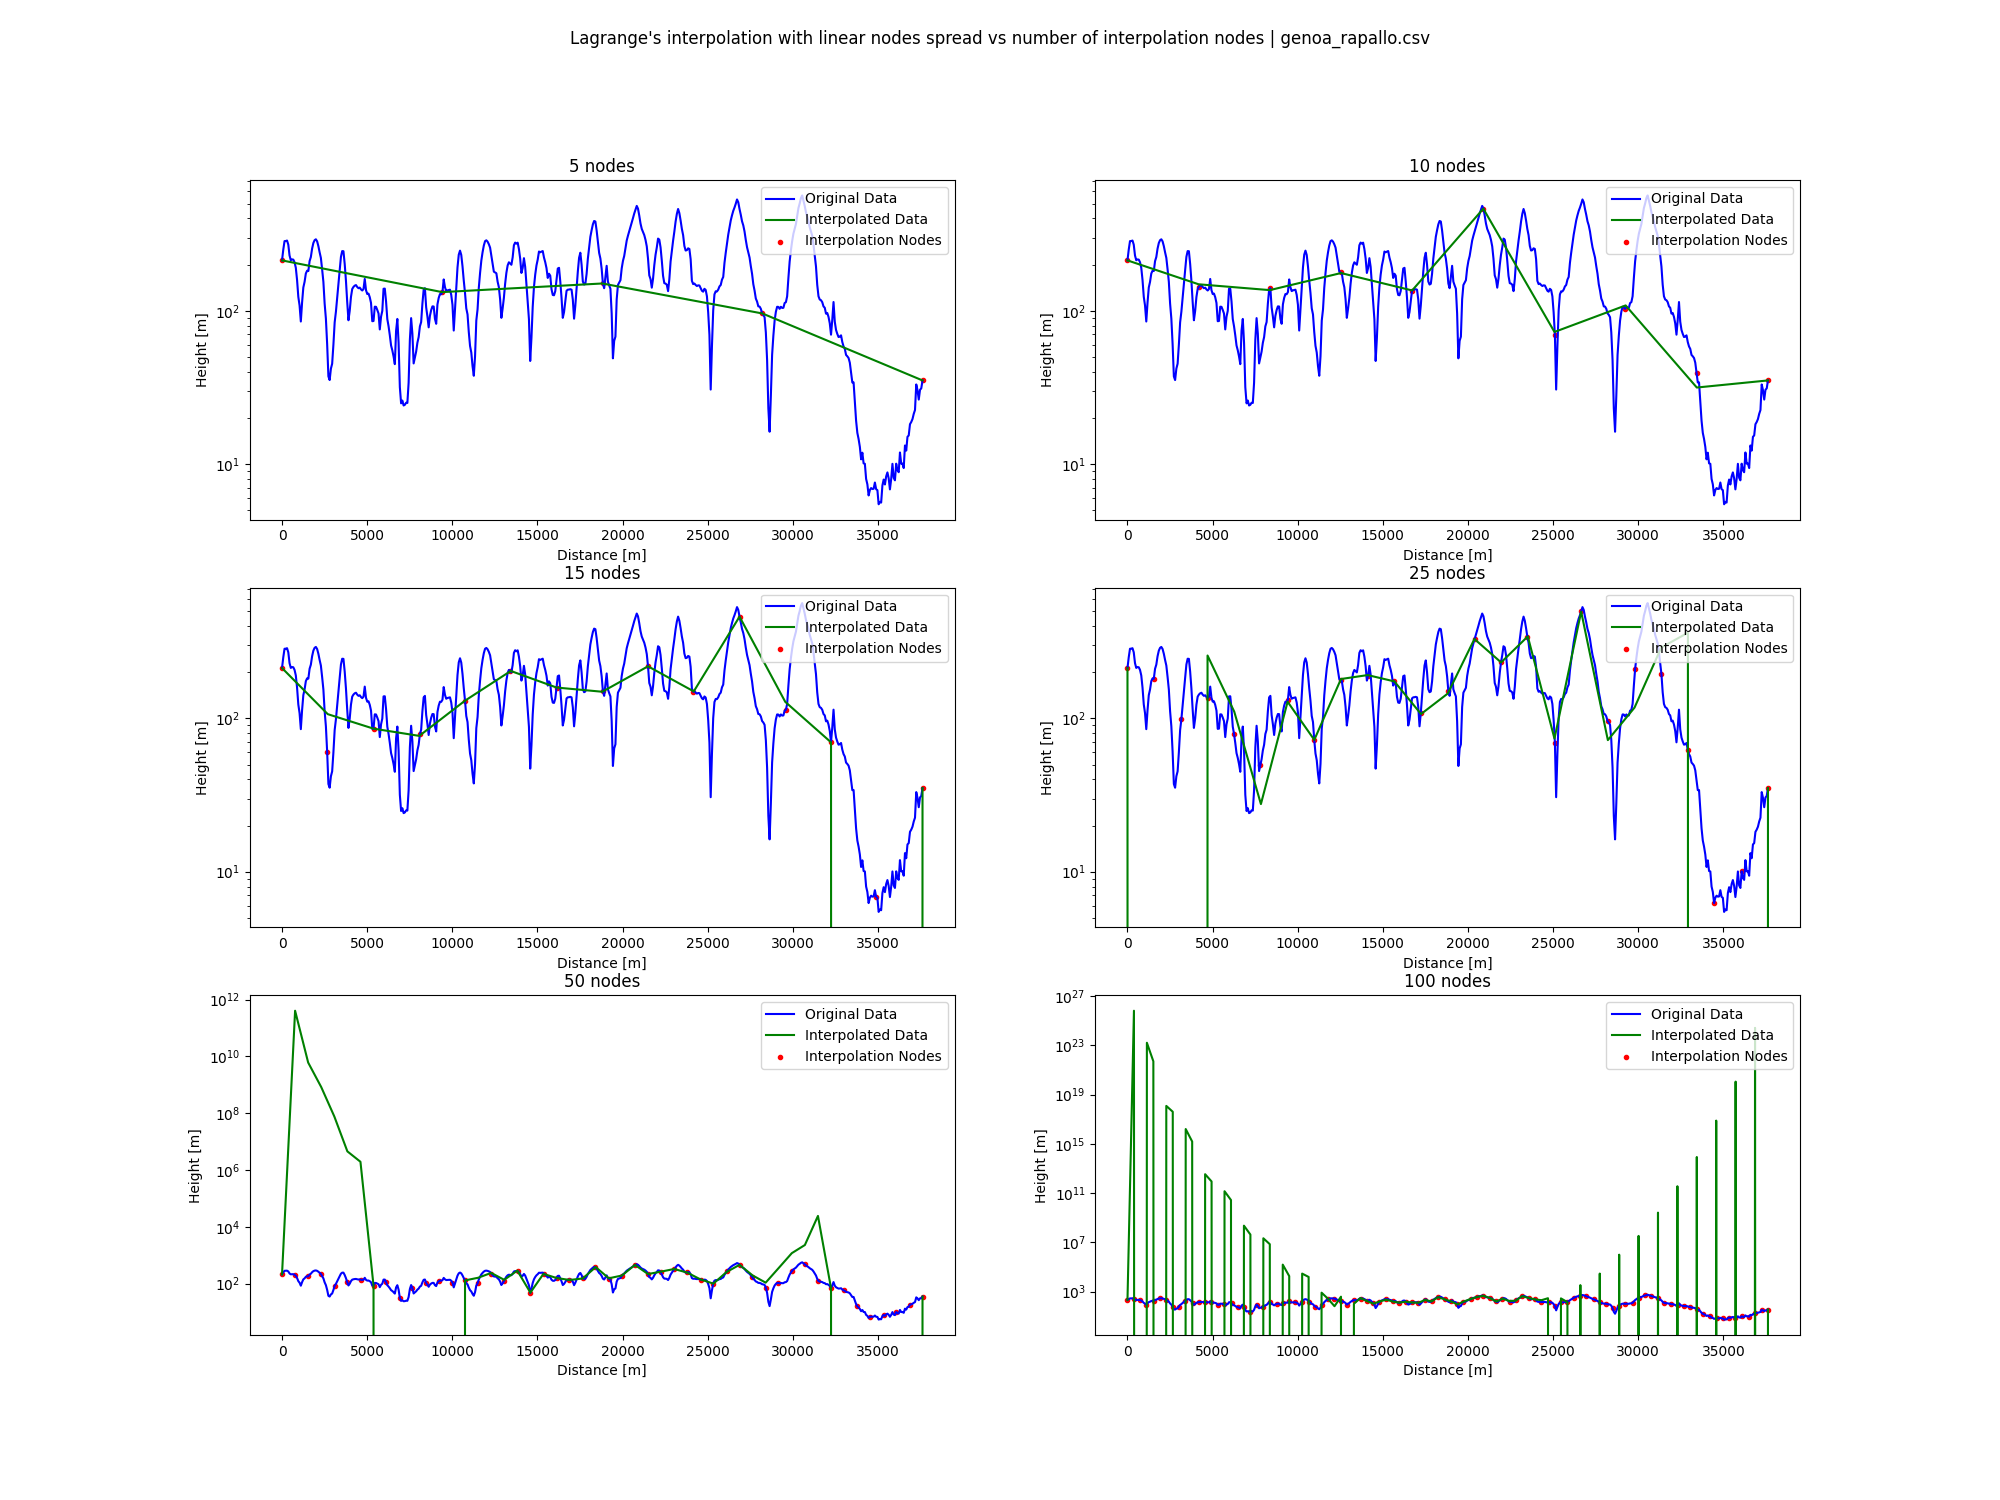 Lagrange's interpolation with linear nodes spread vs number of interpolation nodes | genoa_rapallo.csv
5 nodes
Height [m]
10²
10¹
Original Data
Interpolated Data
Interpolation Nodes
0 5000 10000 15000 20000 25000 30000 35000
Distance [m]
10 nodes
Height [m]
10²
10¹
Original Data
Interpolated Data
Interpolation Nodes
0 5000 10000 15000 20000 25000 30000 35000
Distance [m]
15 nodes
Height [m]
10²
10¹
Original Data
Interpolated Data
Interpolation Nodes
0 5000 10000 15000 20000 25000 30000 35000
Distance [m]
25 nodes
Height [m]
10²
10¹
Original Data
Interpolated Data
Interpolation Nodes
0 5000 10000 15000 20000 25000 30000 35000
Distance [m]
50 nodes
Height [m]
10¹²
10¹⁰
10⁸
10⁶
10⁴
10²
Original Data
Interpolated Data
Interpolation Nodes
0 5000 10000 15000 20000 25000 30000 35000
Distance [m]
100 nodes
Height [m]
10²⁷
10²³
10¹⁹
10¹⁵
10¹¹
10⁷
10³
Original Data
Interpolated Data
Interpolation Nodes
0 5000 10000 15000 20000 25000 30000 35000
Distance [m]